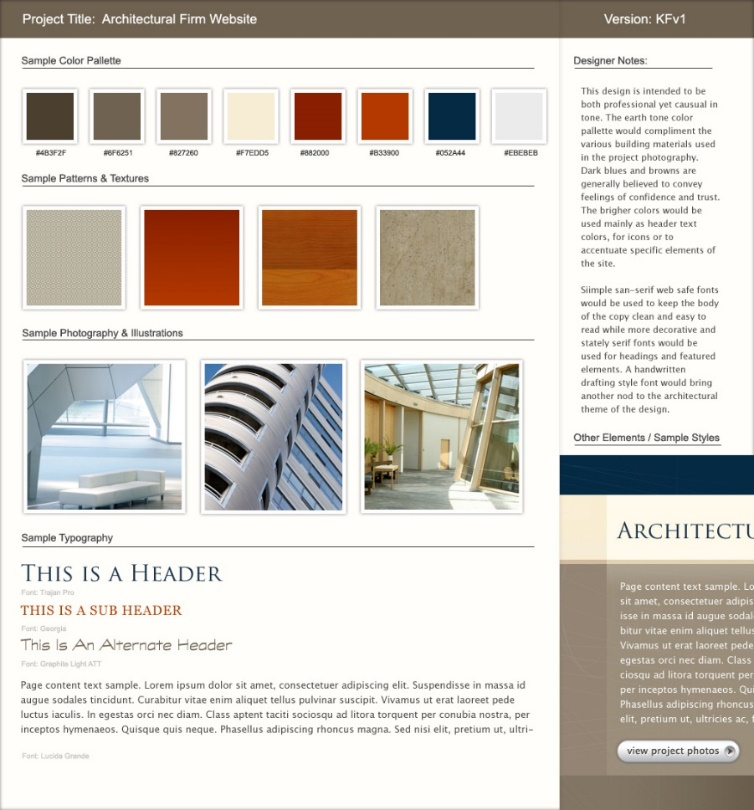 Project Title: Architectural Firm Website
Version: KFv1
Sample Color Pallette
#4B3F2F
#6F6251
#827260
#F7EDD5
#882000
#B33900
#052A44
#EBEBEB
Sample Patterns & Textures
Sample Photography & Illustrations
Sample Typography
THIS IS A HEADER
Font: Trajan Pro
THIS IS A SUB HEADER
Font: Georgia
This Is An Alternate Header
Font: Graphite Light ATT
Page content text sample. Lorem ipsum dolor sit amet, consectetuer adipiscing elit. Suspendisse in massa id
augue sodales tincidunt. Curabitur vitae enim aliquet tellus pulvinar suscipit. Vivamus ut erat laoreet pede
luctus iaculis. In egestas orci nec diam. Class aptent taciti sociosqu ad litora torquent per conubia nostra, per
inceptos hymenaeos. Quisque quis neque. Phasellus adipiscing rhoncus magna. Sed nisi elit, pretium ut, ultri-
Font: Lucida Grande
Designer Notes:
This design is intended to be
both professional yet causual in
tone. The earth tone color
pallette would compliment the
various building materials used
in the project photography.
Dark blues and browns are
generally believed to convey
feelings of confidence and trust.
The brigher colors would be
used mainly as header text
colors, for icons or to
accentuate specific elements of
the site.
Siimple san-serif web safe fonts
would be used to keep the body
of the copy clean and easy to
read while more decorative and
stately serif fonts would be
used for headings and featured
elements. A handwritten
drafting style font would bring
another nod to the architectural
theme of the design.
Other Elements / Sample Styles
ARCHITECTU
Page content text sample. Lo
sit amet, consectetuer adipis
isse in massa id augue sodal
bitur vitae enim aliquet tellus
Vivamus ut erat laoreet pede
egestas orci nec diam. Class
ciosqu ad litora torquent per
per inceptos hymenaeos. Qui
Phasellus adipiscing rhoncus
elit, pretium ut, ultricies ac, t
view project photos